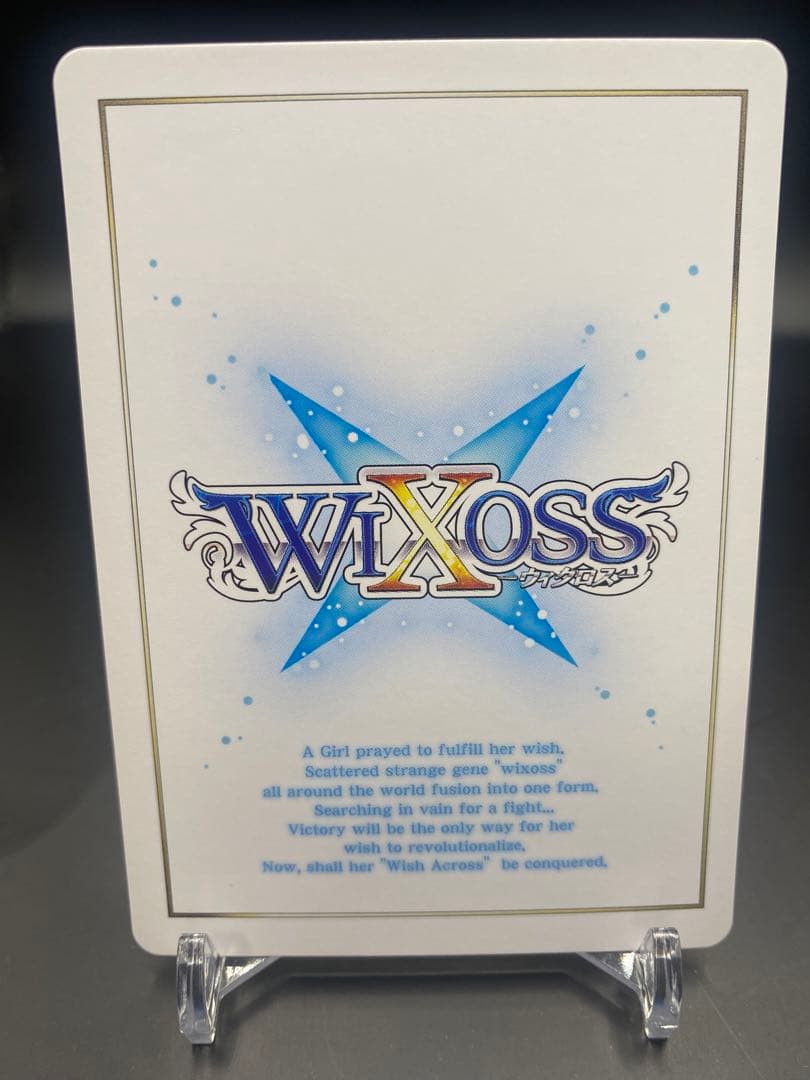 WIXOSS
－ウィクロス－
A Girl prayed to fulfill her wish.
Scattered strange gene "wixoss"
all around the world fusion into one form.
Searching in vain for a fight...
Victory will be the only way for her
wish to revolutionalize.
Now, shall her "Wish Across" be conquered.